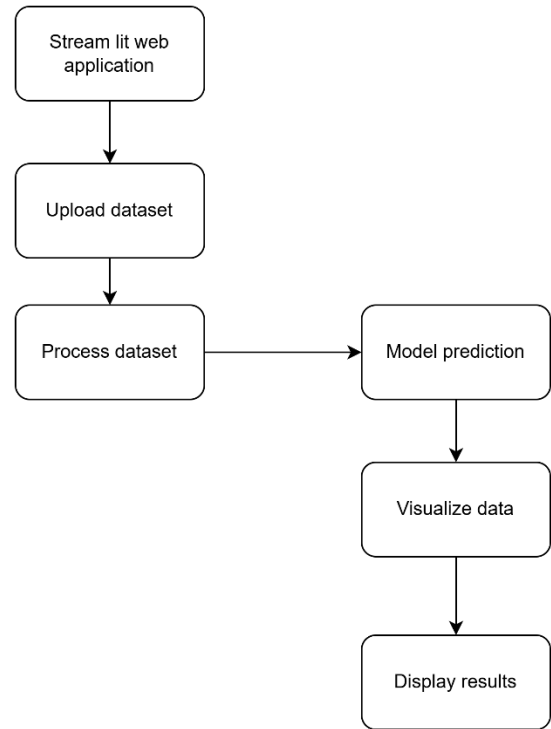 Stream lit web
application
Upload dataset
Process dataset
Model prediction
Visualize data
Display results